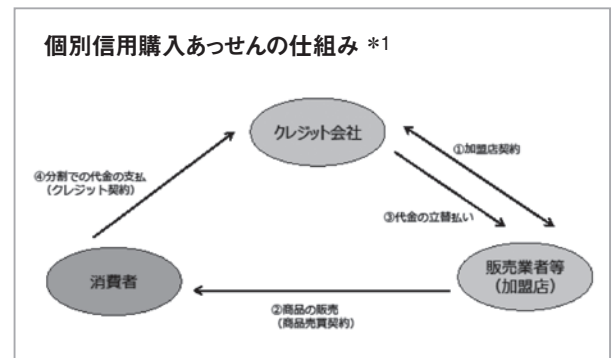 個別信用購入あっせんの仕組み *1
クレジット会社
①加盟店契約
④分割での代金の支払
(クレジット契約)
③代金の立替払い
消費者
販売業者等
(加盟店)
②商品の販売
(商品売買契約)